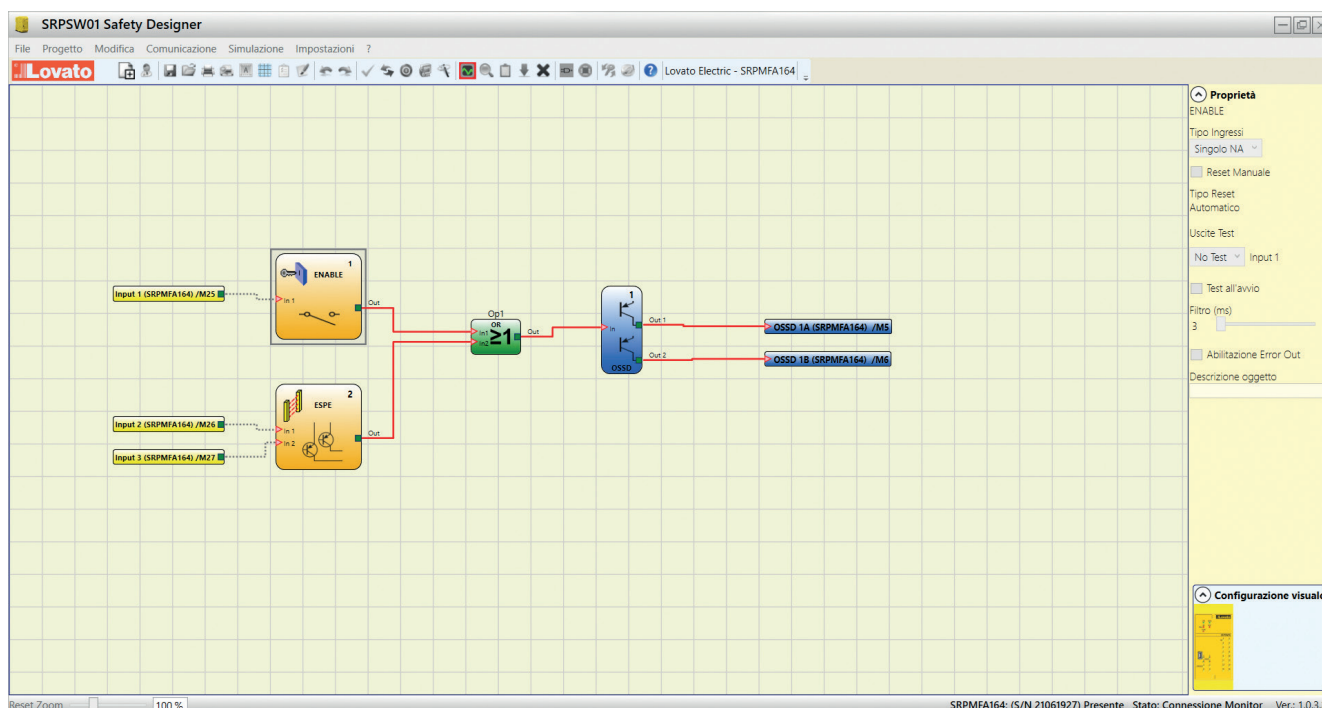 SRPSW01 Safety Designer
File Progetto Modifica Comunicazione Simulazione Impostazioni ?
Lovato
Lovato Electric - SRPMFA164
Proprietà
ENABLE
Tipo Ingressi
Singolo NA
Reset Manuale
Tipo Reset
Automatico
Uscite Test
No Test Input 1
Test all'avvio
Filtro (ms)
3
Abilitazione Error Out
Descrizione oggetto
1
ENABLE
Input 1 (SRPMFA164) /M25
In 1
Out
Op1
OR
≥1
In1
In2
Out
1
In
Out 1
Out 2
OSSD
OSSD 1A (SRPMFA164) /M5
OSSD 1B (SRPMFA164) /M6
2
ESPE
Input 2 (SRPMFA164) /M26
In 1
In 2
Out
Input 3 (SRPMFA164) /M27
Configurazione visuale
Reset Zoom 100 %
SRPMFA164: (S/N 21061927) Presente Stato: Connessione Monitor Ver.: 1.0.3